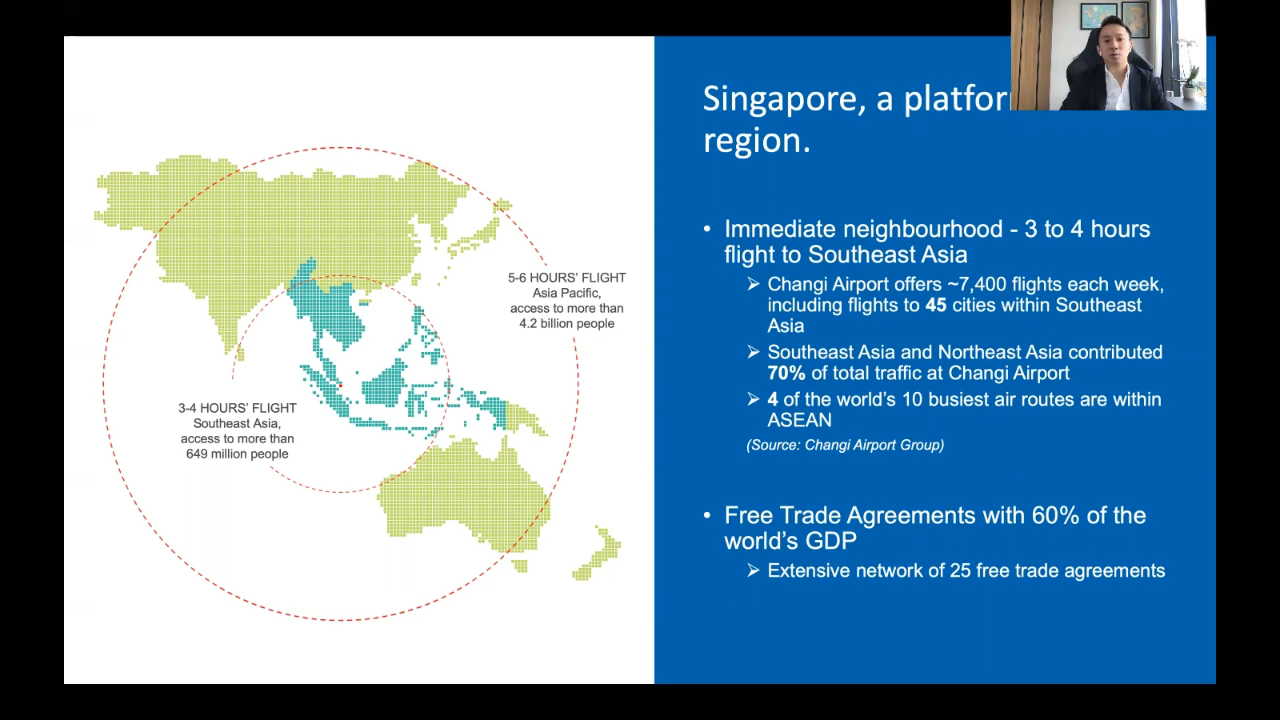 Singapore, a platfor
region.
5-6 HOURS' FLIGHT
Asia Pacific,
access to more than
4.2 billion people
3-4 HOURS' FLIGHT
Southeast Asia,
access to more than
649 million people
• Immediate neighbourhood - 3 to 4 hours
flight to Southeast Asia
➢ Changi Airport offers ~7,400 flights each week,
including flights to 45 cities within Southeast
Asia
➢ Southeast Asia and Northeast Asia contributed
70% of total traffic at Changi Airport
➢ 4 of the world's 10 busiest air routes are within
ASEAN
(Source: Changi Airport Group)
• Free Trade Agreements with 60% of the
world's GDP
➢ Extensive network of 25 free trade agreements